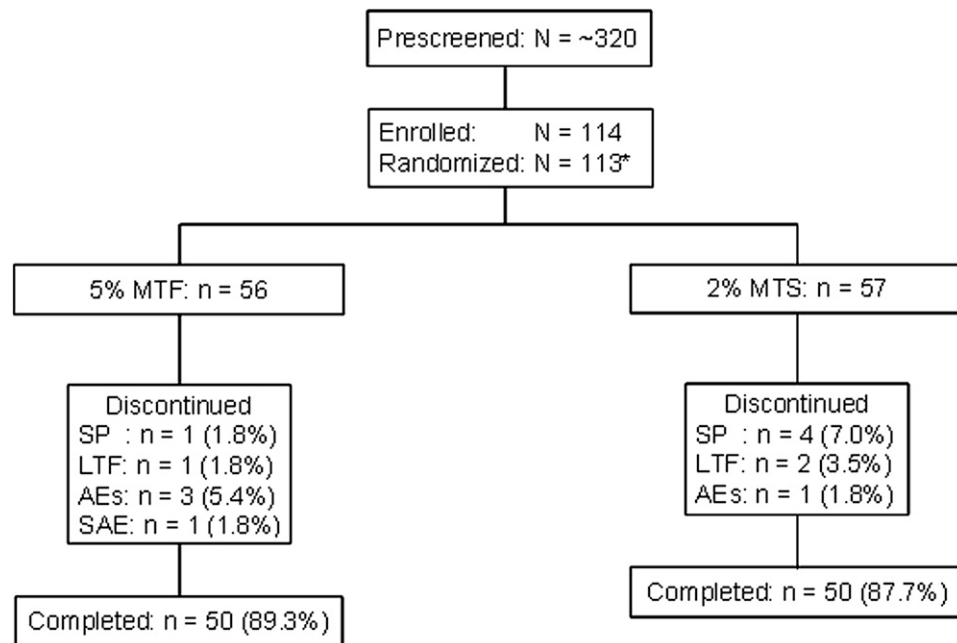 Prescreened: N = ~320
Enrolled: N = 114
Randomized: N = 113*
5% MTF: n = 56
2% MTS: n = 57
Discontinued
SP : n = 1 (1.8%)
LTF: n = 1 (1.8%)
AEs: n = 3 (5.4%)
SAE: n = 1 (1.8%)
Discontinued
SP : n = 4 (7.0%)
LTF: n = 2 (3.5%)
AEs: n = 1 (1.8%)
Completed: n = 50 (89.3%)
Completed: n = 50 (87.7%)